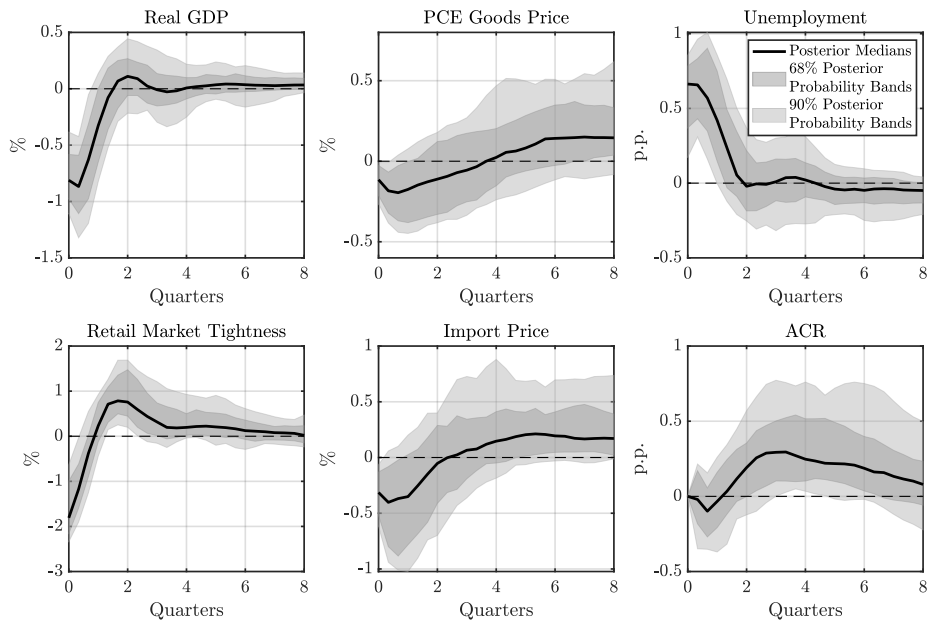 Real GDP
0.5
0
-0.5
-1
-1.5
%
0 2 4 6 8
Quarters
PCE Goods Price
0.5
0
-0.5
%
0 2 4 6 8
Quarters
Unemployment
1
0.5
0
-0.5
p.p.
0 2 4 6 8
Quarters
Posterior Medians
68% Posterior
Probability Bands
90% Posterior
Probability Bands
Retail Market Tightness
2
1
0
-1
-2
-3
%
0 2 4 6 8
Quarters
Import Price
1
0.5
0
-0.5
-1
%
0 2 4 6 8
Quarters
ACR
1
0.5
0
-0.5
p.p.
0 2 4 6 8
Quarters